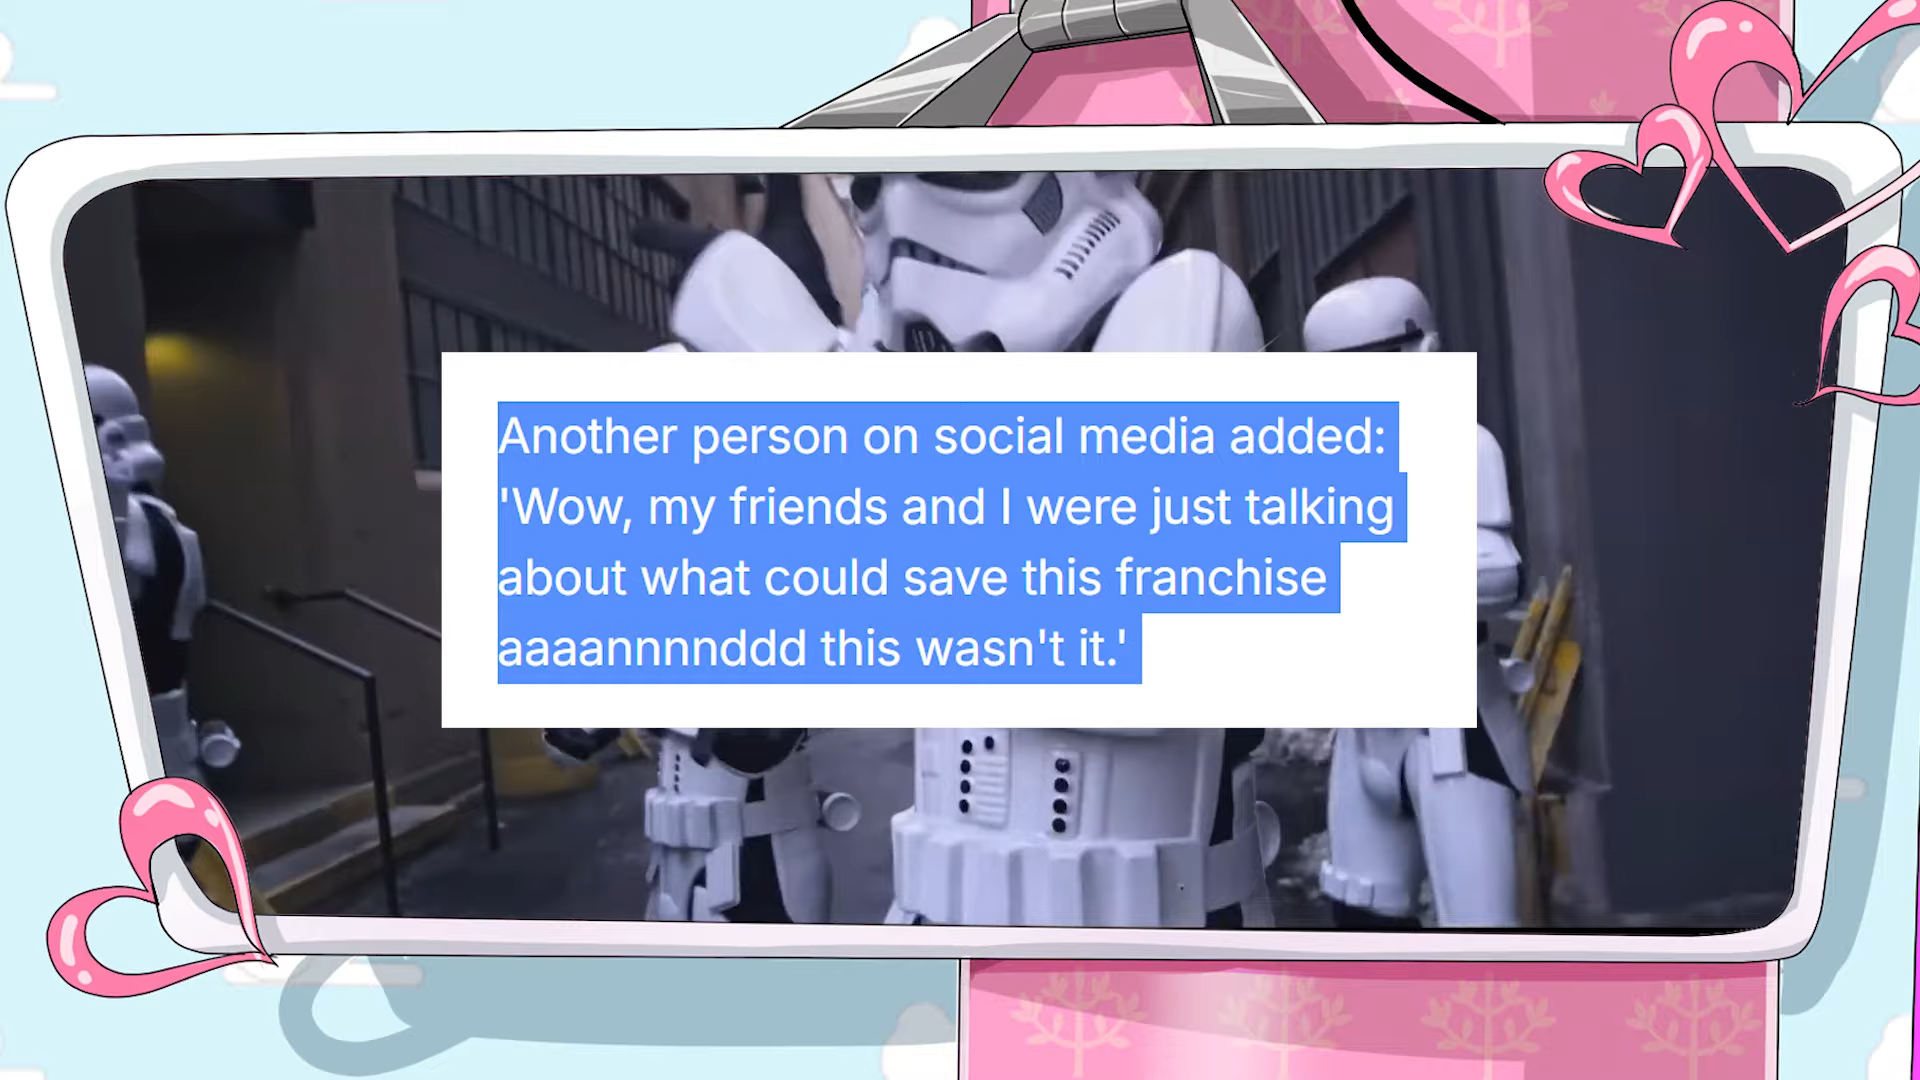 Another person on social media added:
'Wow, my friends and I were just talking
about what could save this franchise
aaaannnnddd this wasn't it.'